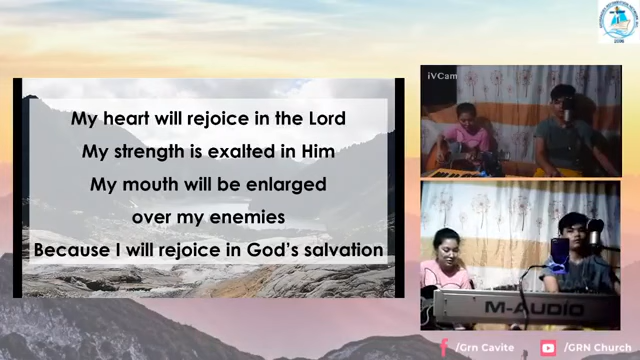 My heart will rejoice in the Lord
My strength is exalted in Him
My mouth will be enlarged
over my enemies
Because I will rejoice in God's salvation
iVCam
M-AUDIO
/Grn Cavite
/GRN Church